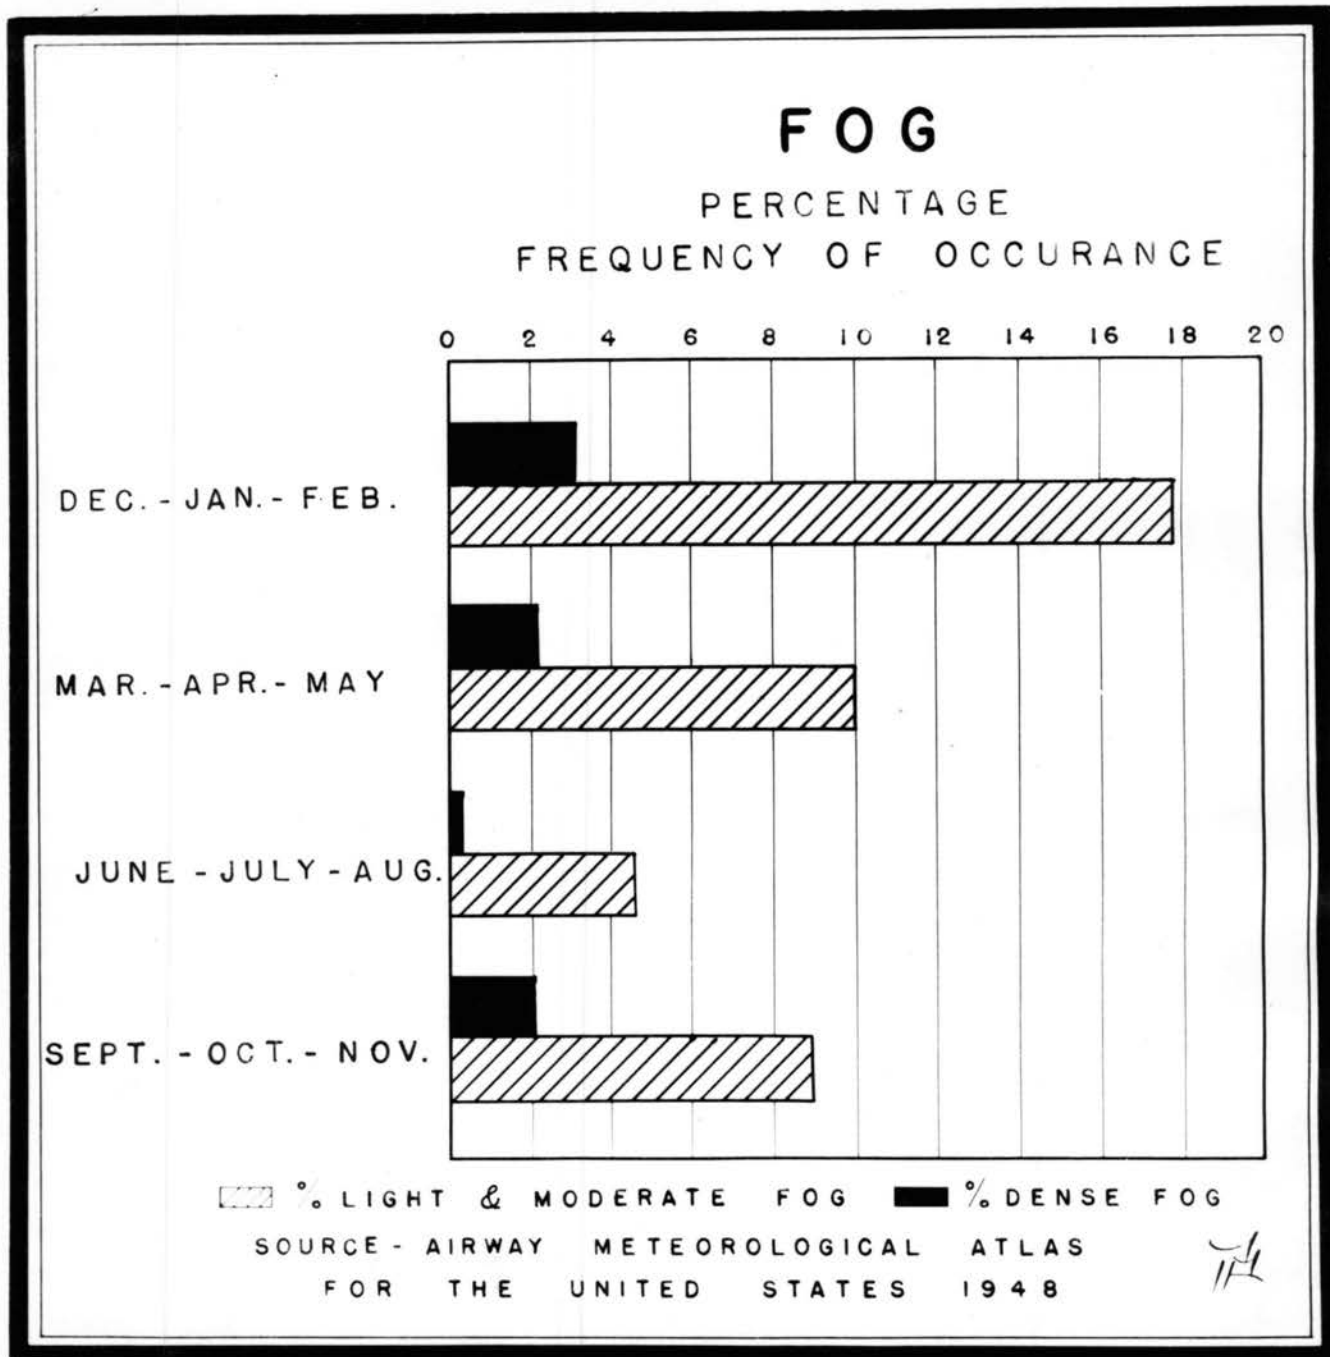 FOG
PERCENTAGE
FREQUENCY OF OCCURANCE
0 2 4 6 8 10 12 14 16 18 20
DEC.-JAN.-FEB.
MAR.-APR.-MAY
JUNE-JULY-AUG.
SEPT.-OCT.-NOV.
% LIGHT & MODERATE FOG % DENSE FOG
SOURCE- AIRWAY METEOROLOGICAL ATLAS
FOR THE UNITED STATES 1948